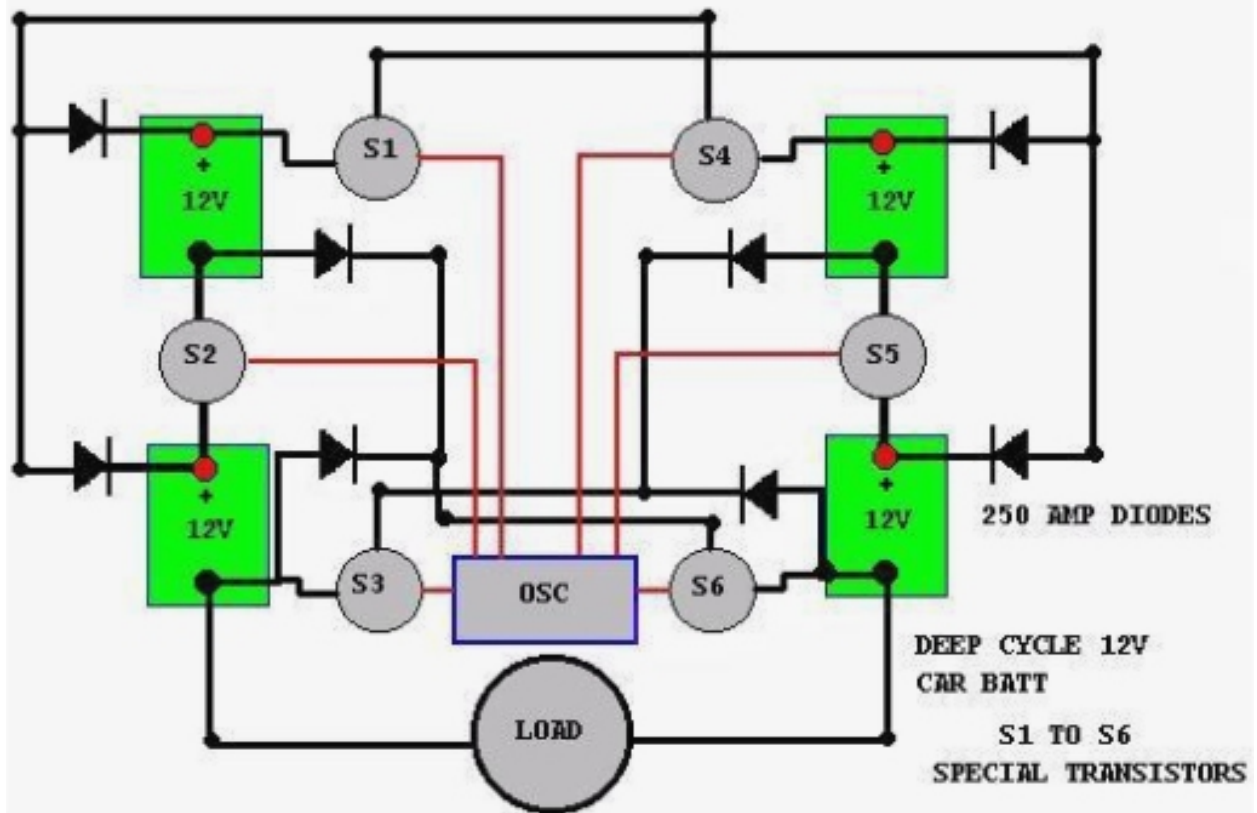 S1
S4
+
12V
+
12V
S2
S5
+
12V
+
12V
250 AMP DIODES
S3
OSC
S6
DEEP CYCLE 12V
CAR BATT
LOAD
S1 TO S6
SPECIAL TRANSISTORS